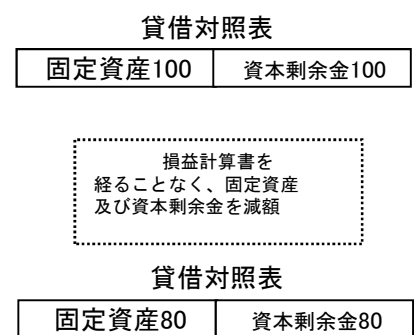 貸借対照表
固定資産100 資本剰余金100
損益計算書を
経ることなく、固定資産
及び資本剰余金を減額
貸借対照表
固定資産80 資本剰余金80